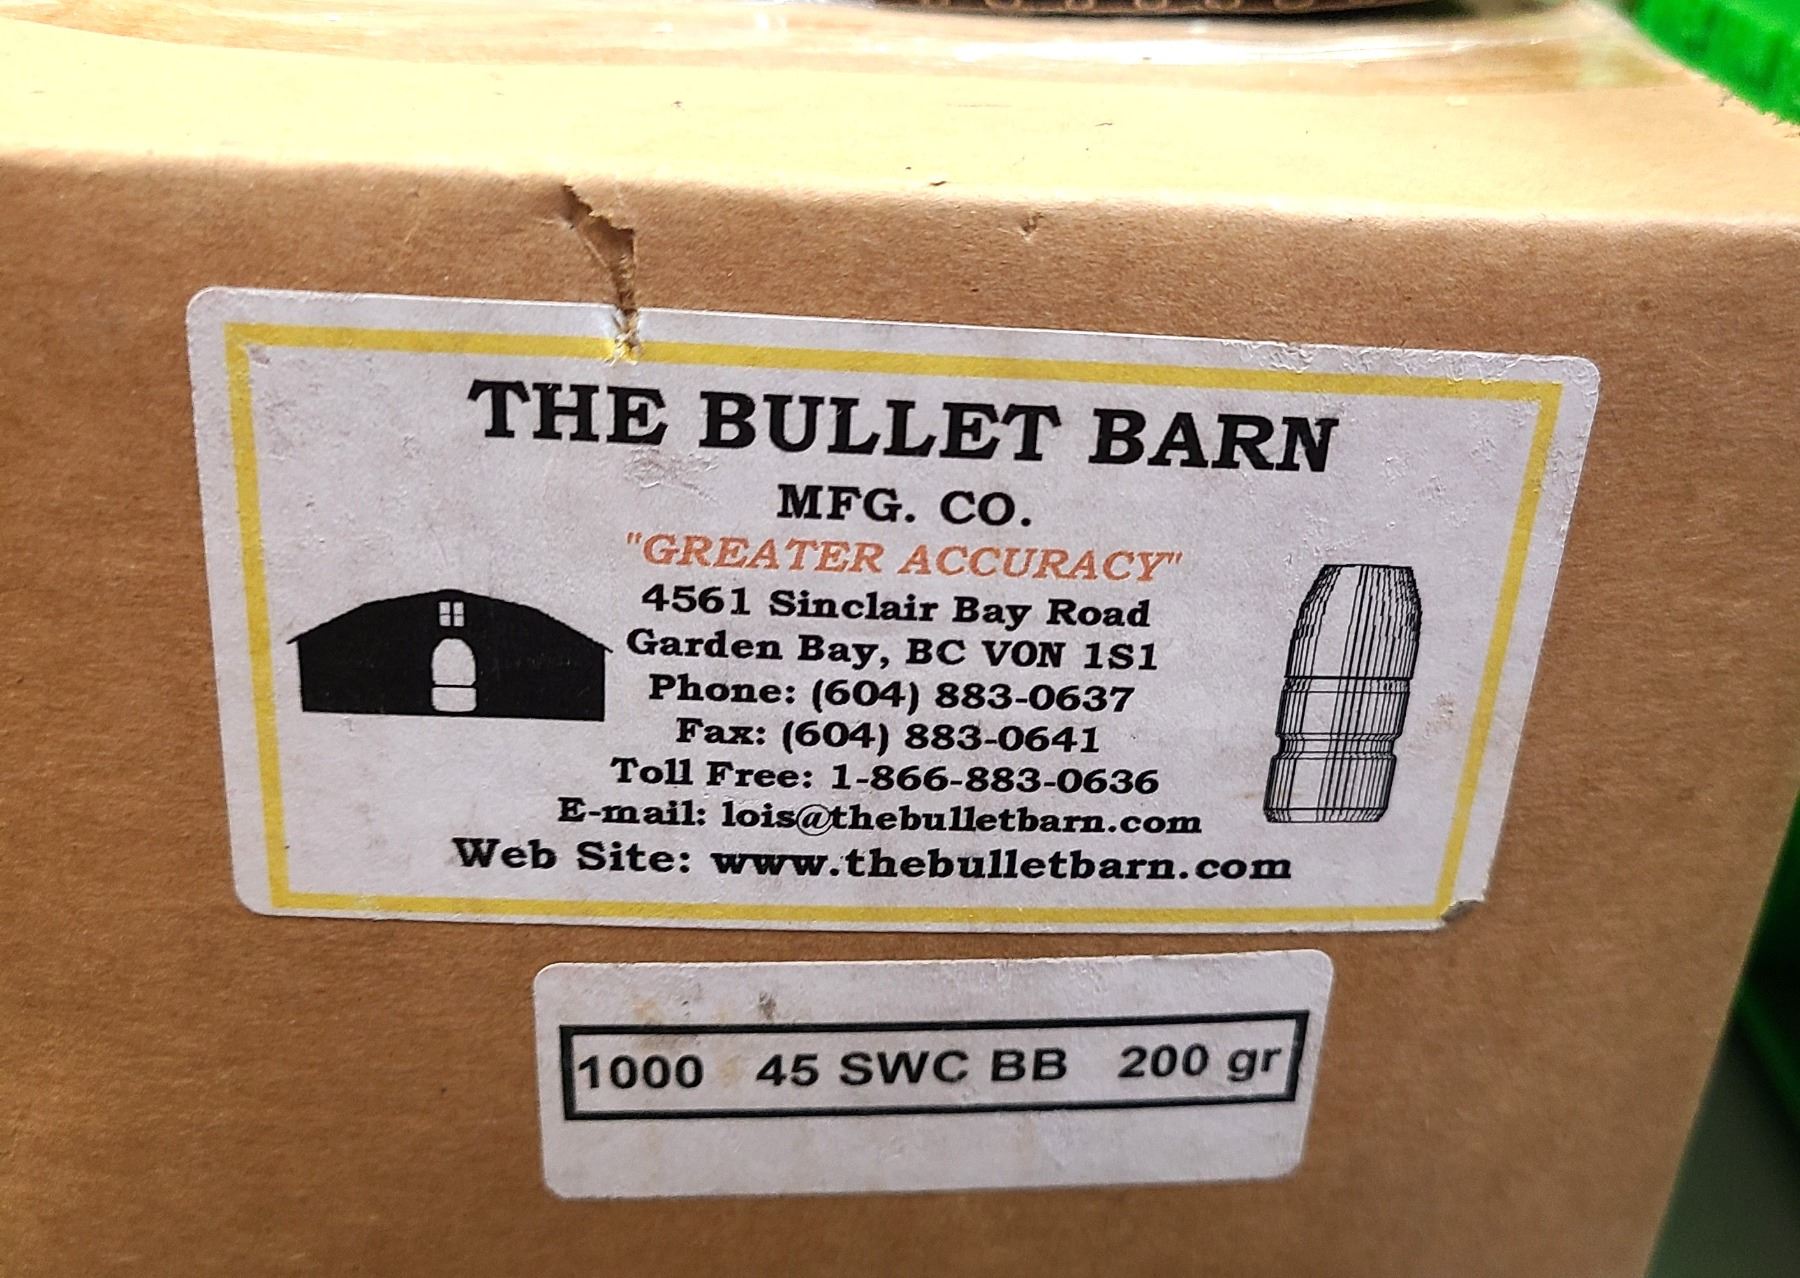 THE BULLET BARN
MFG. CO.
"GREATER ACCURACY"
4561 Sinclair Bay Road
Garden Bay, BC VON 1S1
Phone: (604) 883-0637
Fax: (604) 883-0641
Toll Free: 1-866-883-0636
E-mail: lois@thebulletbarn.com
Web Site: www.thebulletbarn.com
1000 45 SWC BB 200 gr